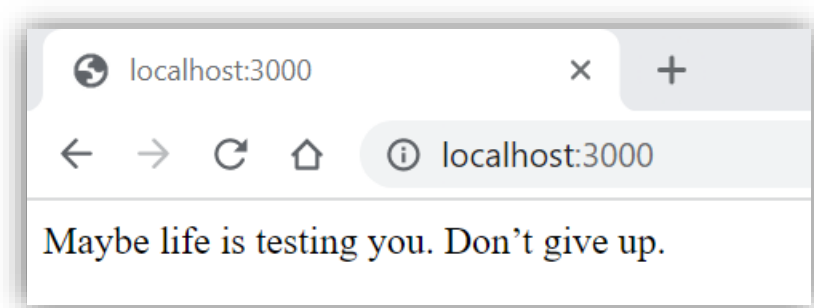 localhost:3000
localhost:3000
Maybe life is testing you. Don’t give up.